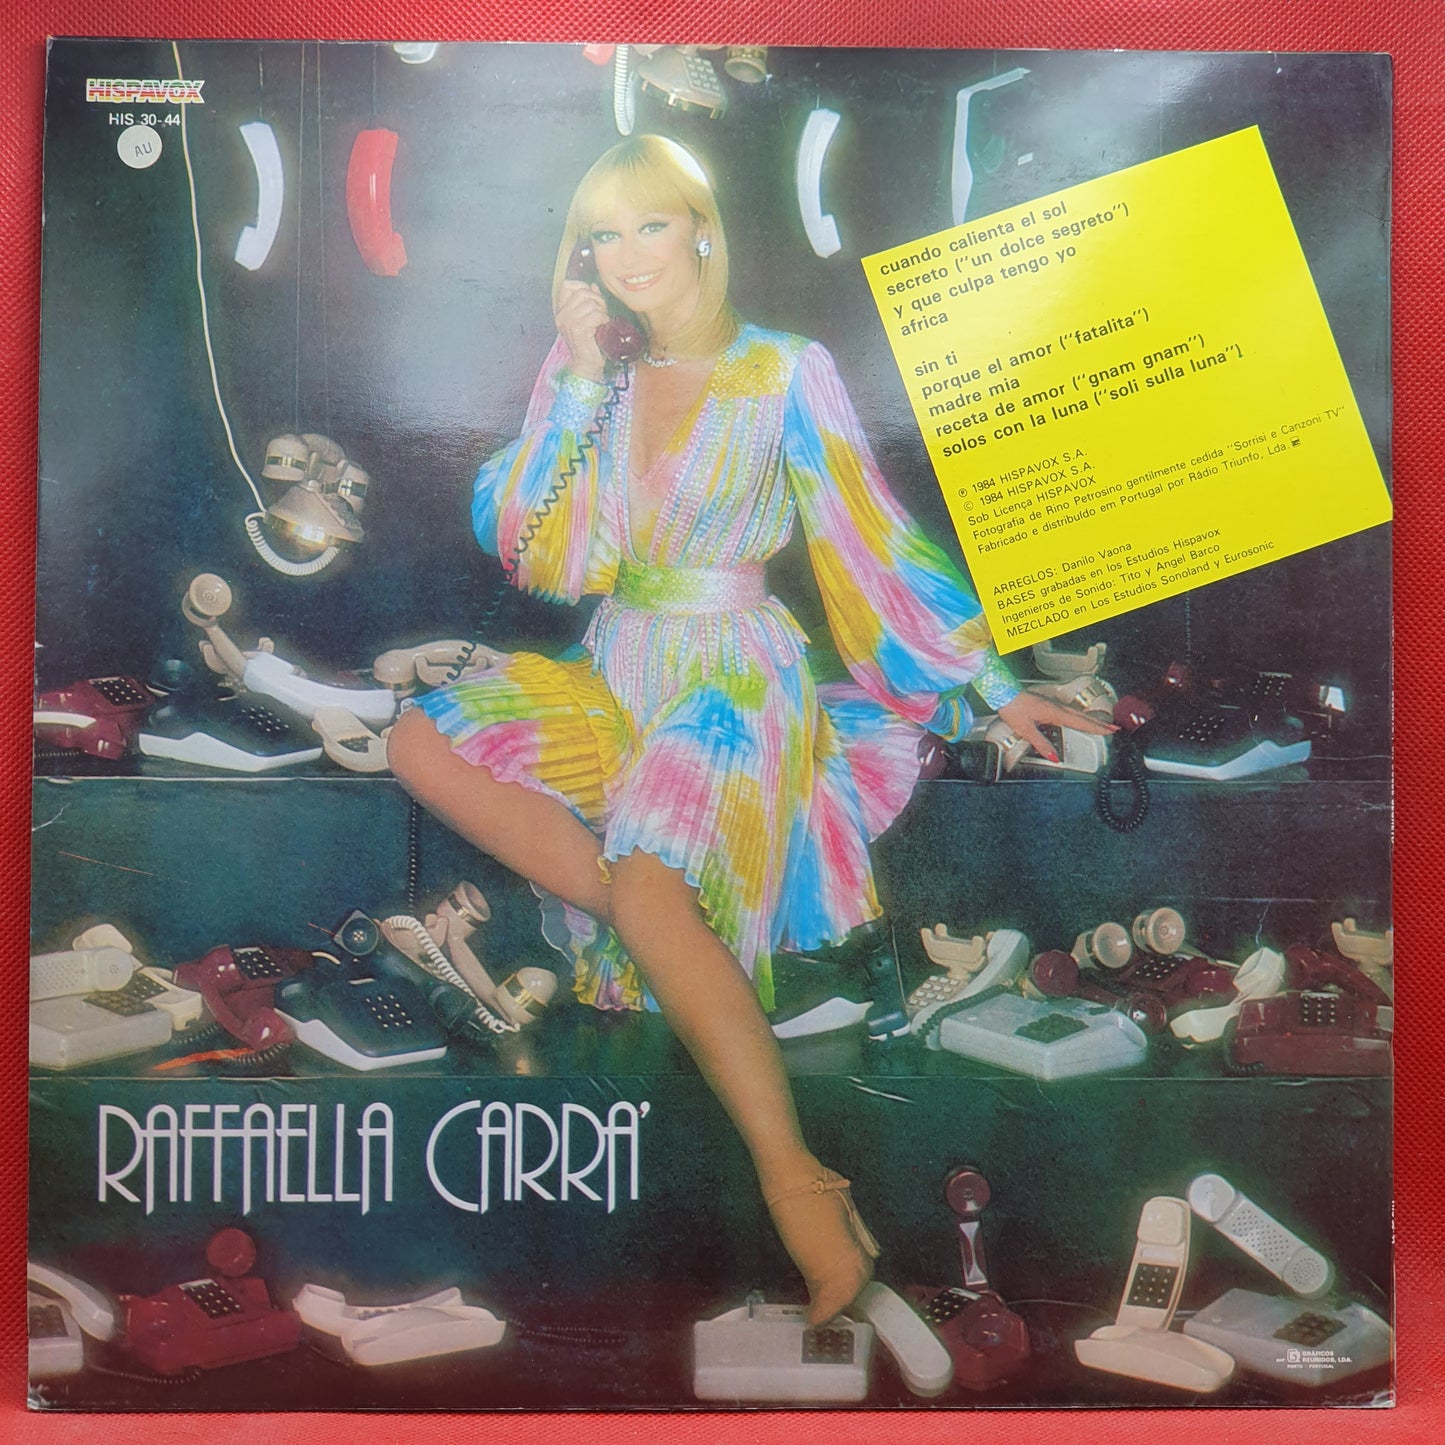 HISPAVOX
HIS 30-44
AU
cuando calienta el sol
secreto ("un dolce segreto")
y que culpa tengo yo
africa
sin ti
porque el amor ("fatalita")
madre mia
receta de amor ("gnam gnam")
solos con la luna ("soli sulla luna")
℗ 1984 HISPAVOX S.A.
© 1984 HISPAVOX S.A.
Sob Licença HISPAVOX
Fotografia de Rino Petrosino gentilmente cedida "Sorrisi e Canzoni TV"
Fabricado e distribuldo em Portugal por Rádio Triunfo, Lda.
ARREGLOS: Danilo Vaona
BASES grabadas en los Estudios Hispavox
Ingenieros de Sonido: Tito y Angel Barco
MEZCLADO en Los Estudios Sonoland y Eurosonic
RAFFAELLA CARRA'
GRÁFICOS
REUNIDOS, LDA.
PORTO - PORTUGAL